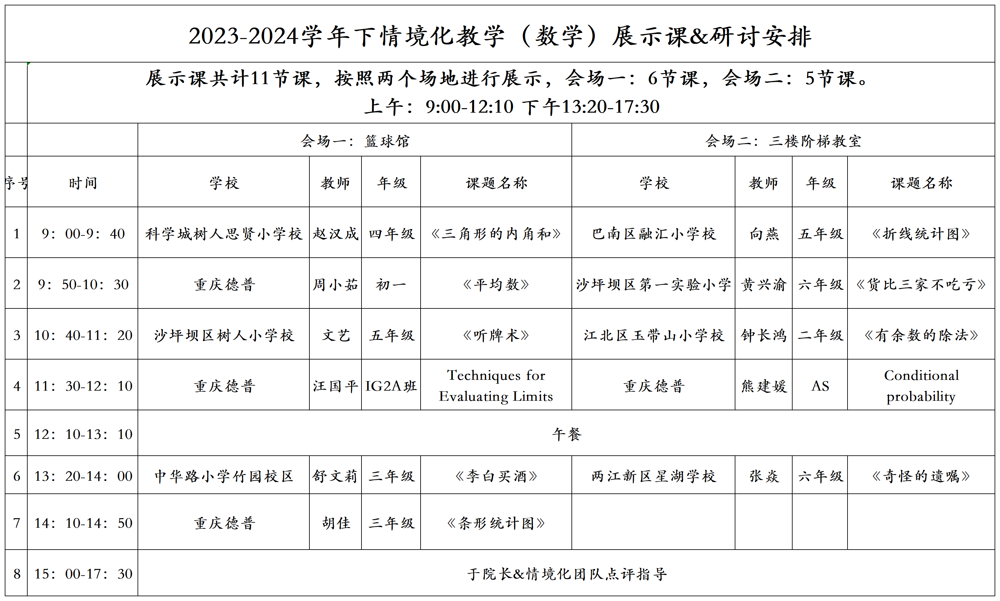 2023-2024学年下情境化教学（数学）展示课&研讨安排
展示课共计11节课，按照两个场地进行展示，会场一：6节课，会场二：5节课。
上午：9:00-12:10 下午13:20-17:30
会场一：篮球馆 会场二：三楼阶梯教室
序号 时间 学校 教师 年级 课题名称 学校 教师 年级 课题名称
1 9：00-9：40 科学城树人思贤小学校 赵汉成 四年级 《三角形的内角和》 巴南区融汇小学校 向燕 五年级 《折线统计图》
2 9：50-10：30 重庆德普 周小茹 初一 《平均数》 沙坪坝区第一实验小学 黄兴渝 六年级 《货比三家不吃亏》
3 10：40-11：20 沙坪坝区树人小学校 文艺 五年级 《听牌术》 江北区玉带山小学校 钟长鸿 二年级 《有余数的除法》
4 11：30-12：10 重庆德普 汪国平 IG2A班 Techniques for Evaluating Limits 重庆德普 熊建媛 AS Conditional probability
5 12：10-13：10 午餐
6 13：20-14：00 中华路小学竹园校区 舒文莉 三年级 《李白买酒》 两江新区星湖学校 张焱 六年级 《奇怪的遗嘱》
7 14：10-14：50 重庆德普 胡佳 三年级 《条形统计图》
8 15：00-17：30 于院长&情境化团队点评指导